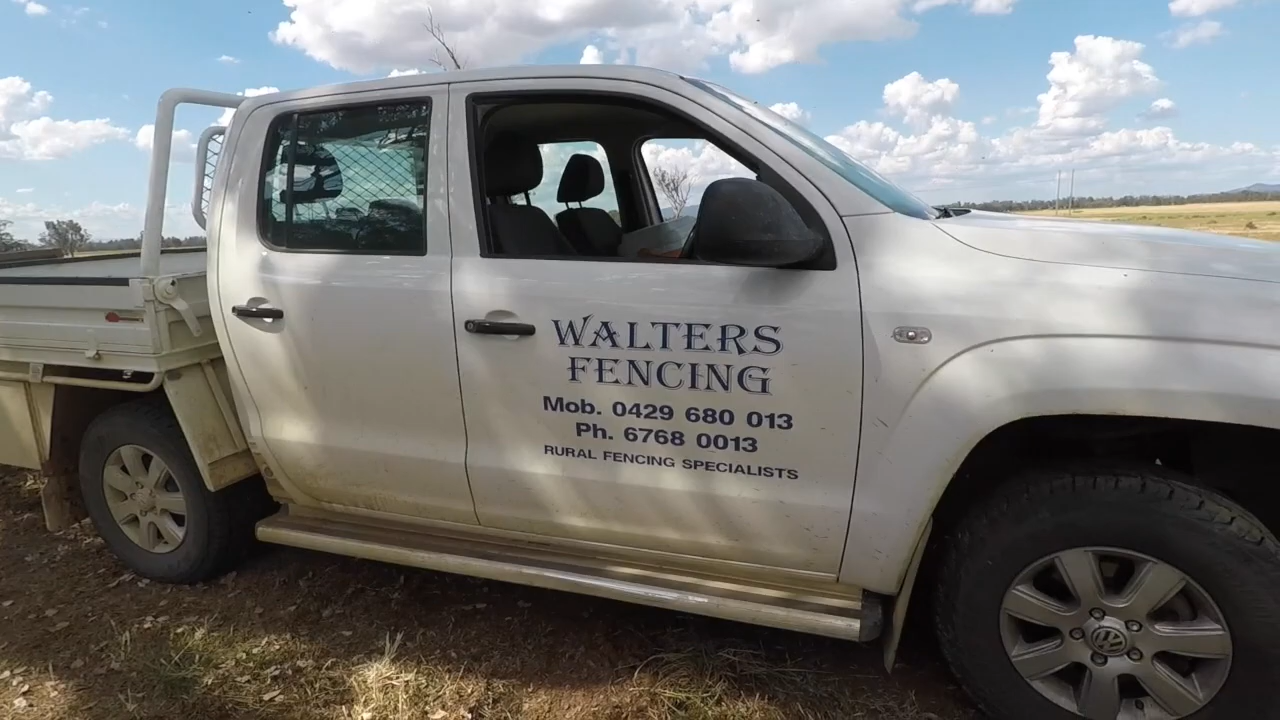 WALTERS
FENCING
Mob. 0429 680 013
Ph. 6768 0013
RURAL FENCING SPECIALISTS